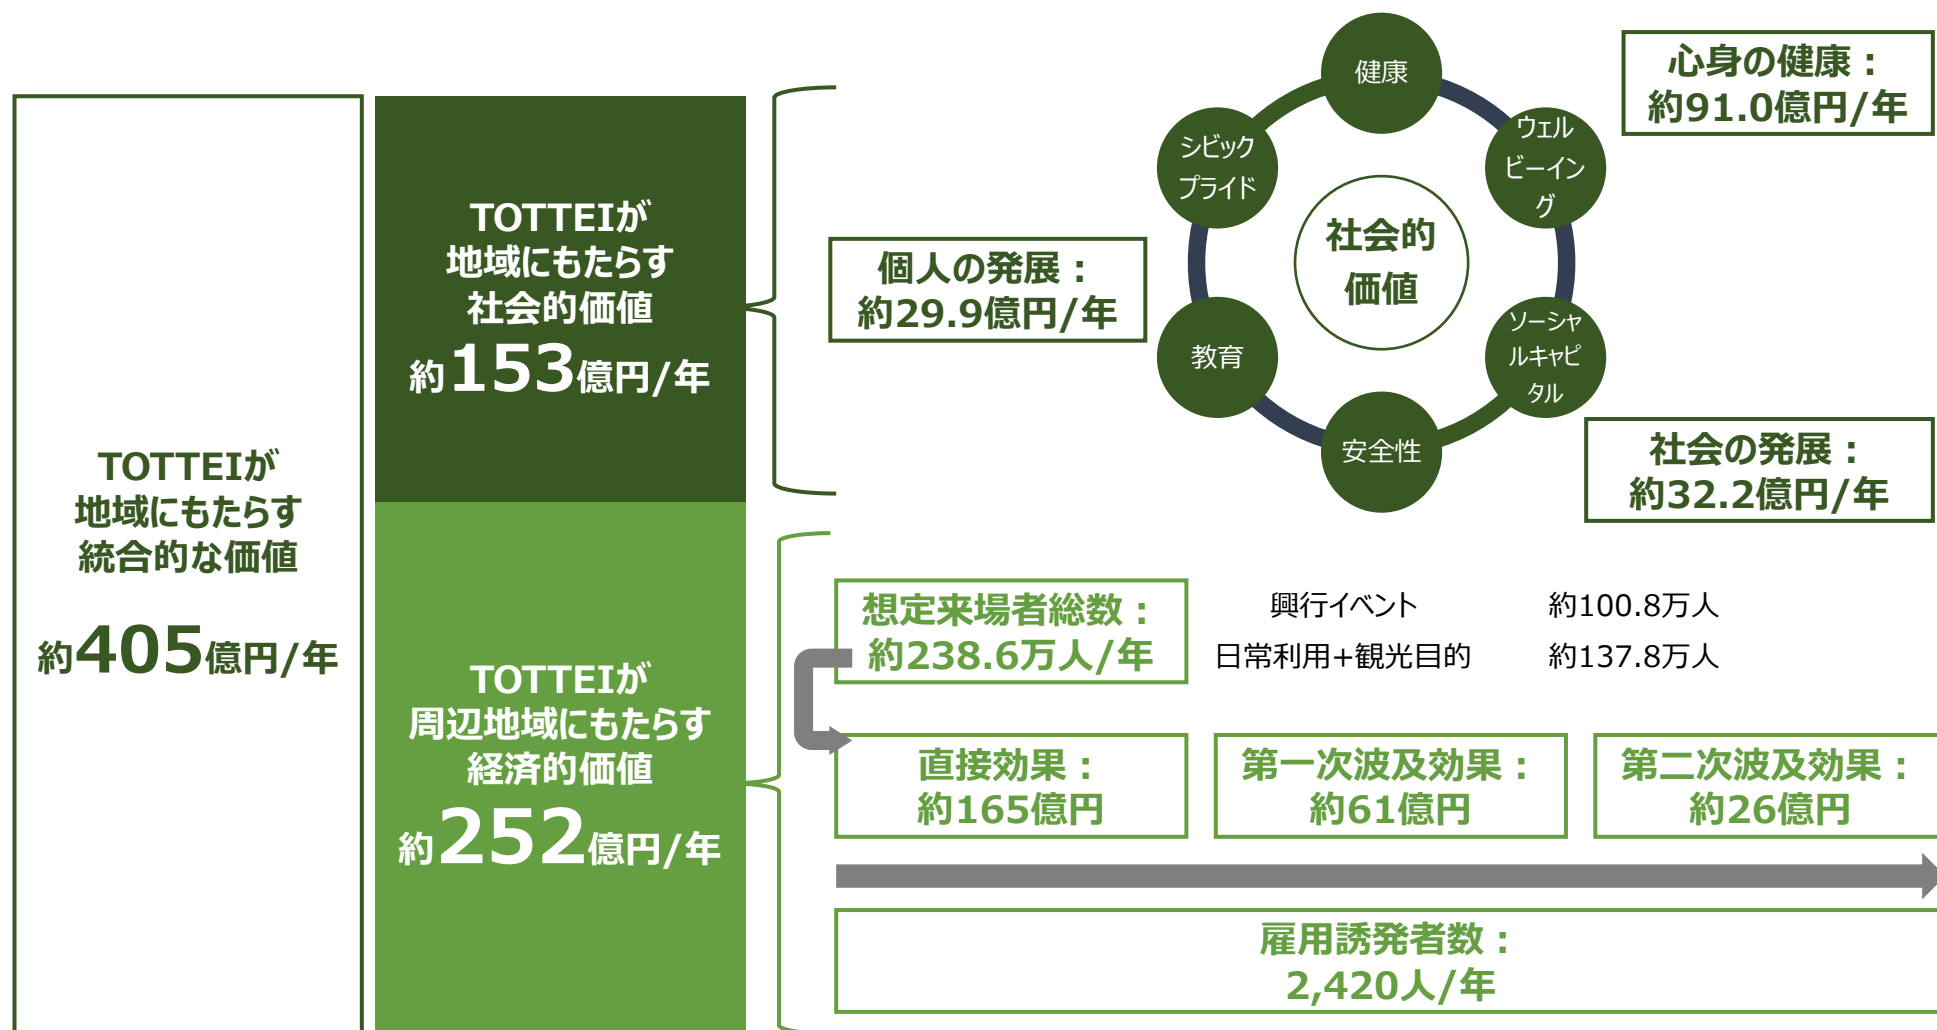 TOTTEIが
地域にもたらす
統合的な価値
約405億円/年
TOTTEIが
地域にもたらす
社会的価値
約153億円/年
TOTTEIが
周辺地域にもたらす
経済的価値
約252億円/年
個人の発展：
約29.9億円/年
健康
シビック
プライド
ウェル
ビーイン
グ
社会的
価値
教育
ソーシャ
ルキャピ
タル
安全性
心身の健康：
約91.0億円/年
社会の発展：
約32.2億円/年
想定来場者総数：
約238.6万人/年
興行イベント 約100.8万人
日常利用+観光目的 約137.8万人
直接効果：
約165億円
第一次波及効果：
約61億円
第二次波及効果：
約26億円
雇用誘発者数：
2,420人/年